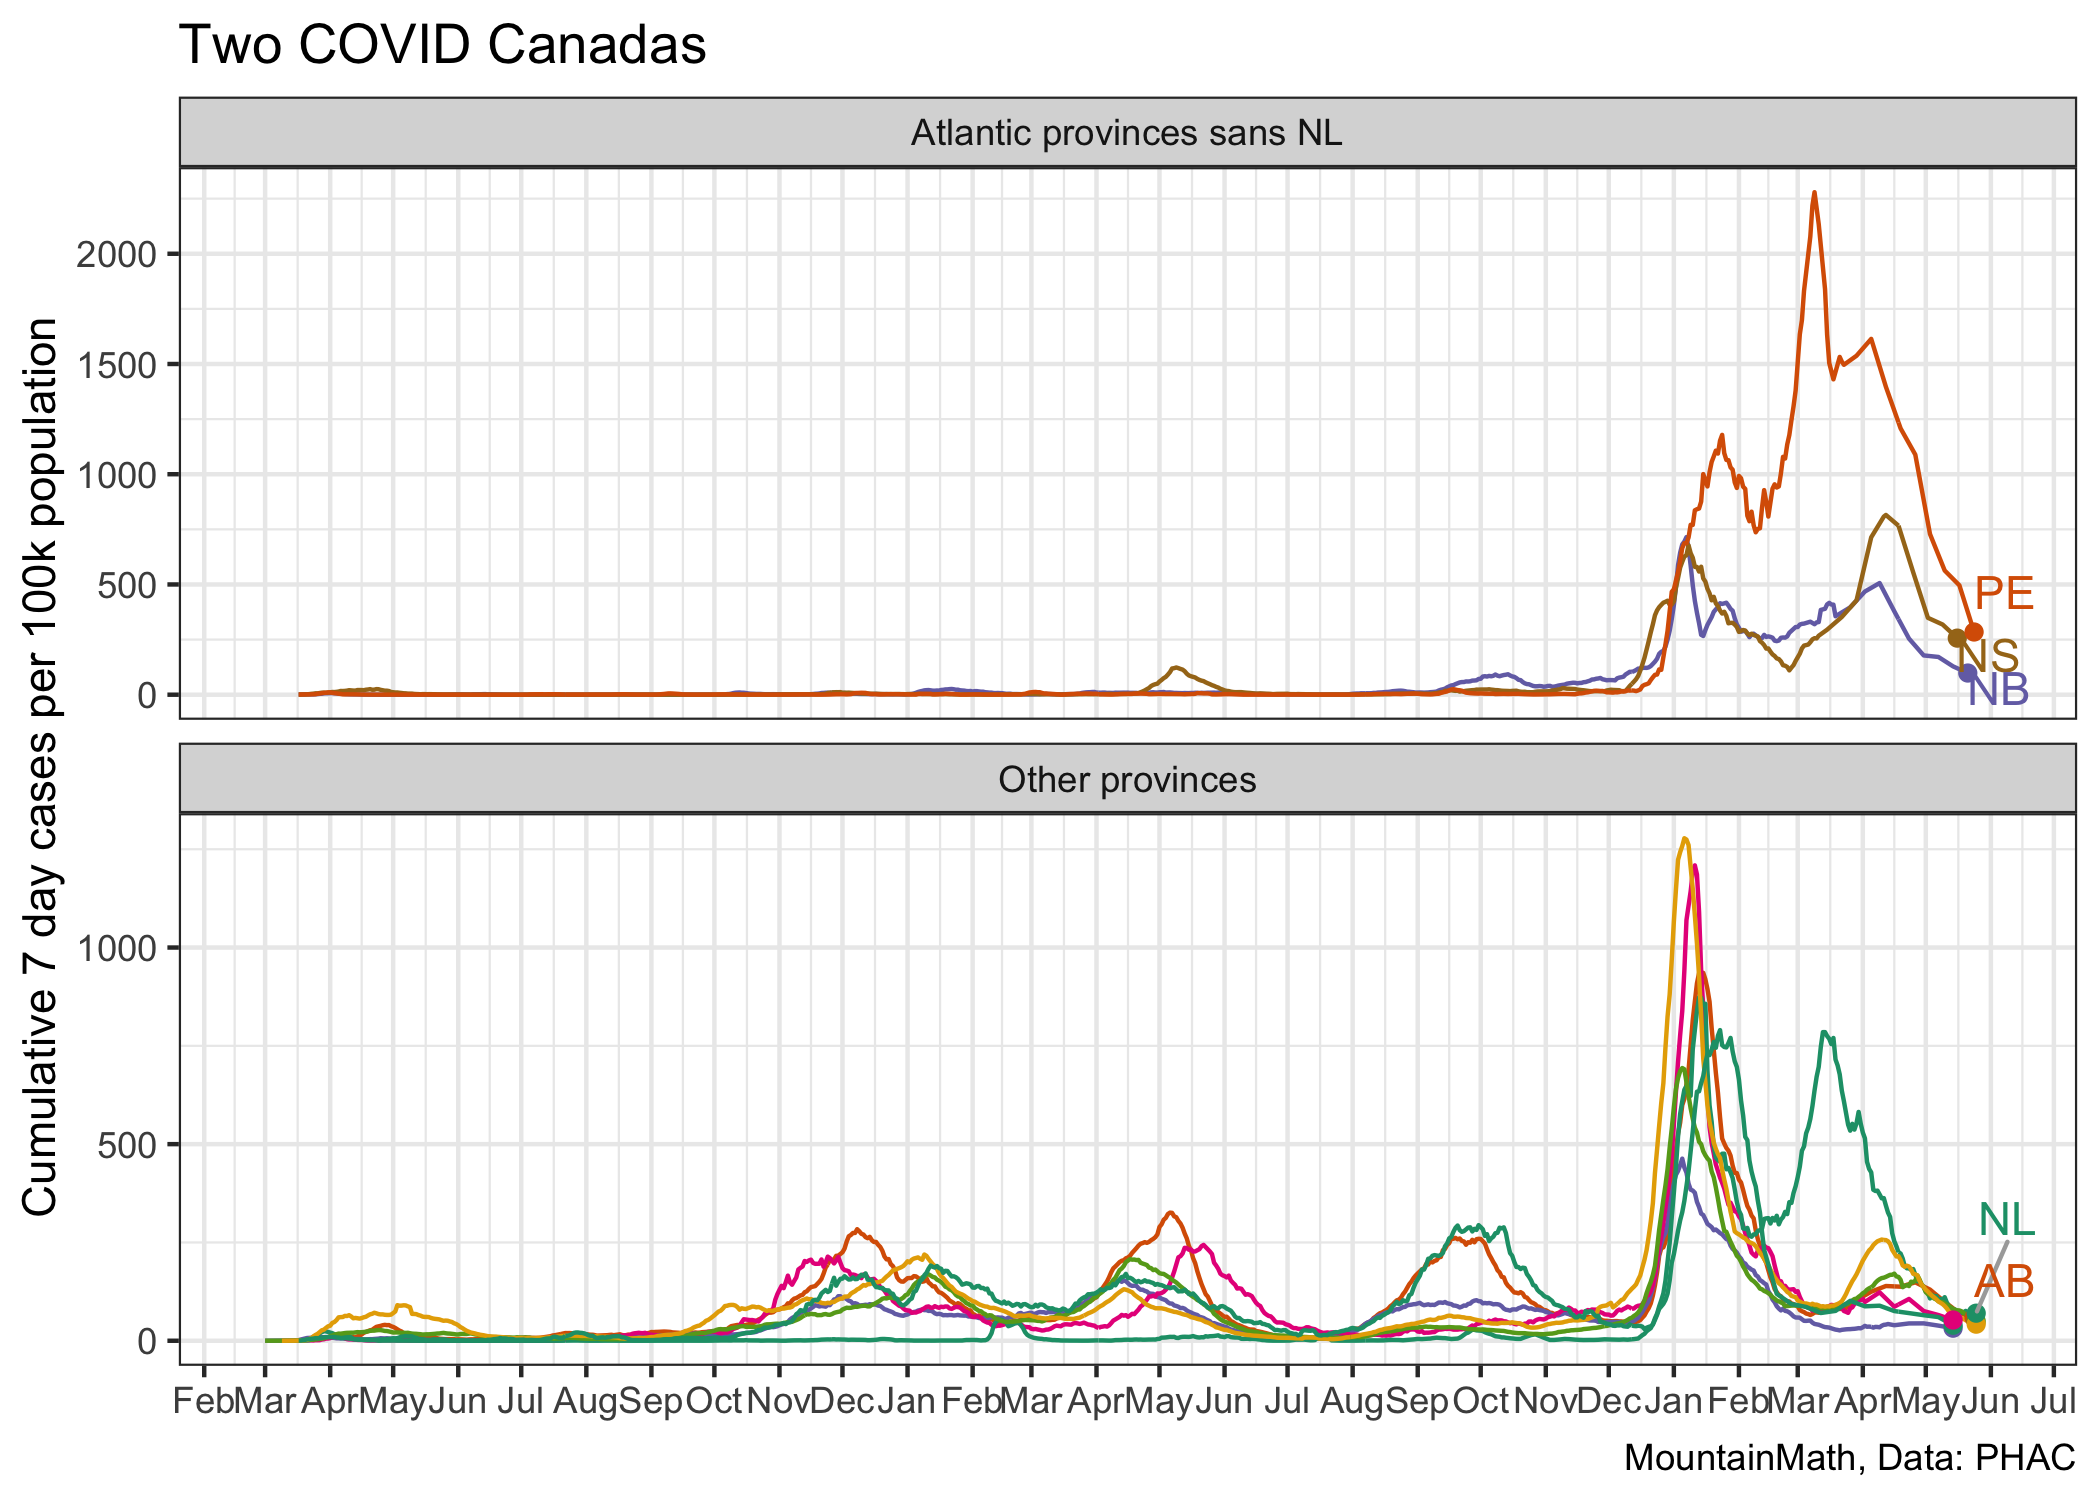 Two COVID Canadas
Atlantic provinces sans NL
2000
1500
1000
500
0
PE
NS
NB
Cumulative 7 day cases per 100k population
Other provinces
1000
500
0
NL
AB
Feb Mar Apr May Jun Jul Aug Sep Oct Nov Dec Jan Feb Mar Apr May Jun Jul Aug Sep Oct Nov Dec Jan Feb Mar Apr May Jun Jul
MountainMath, Data: PHAC